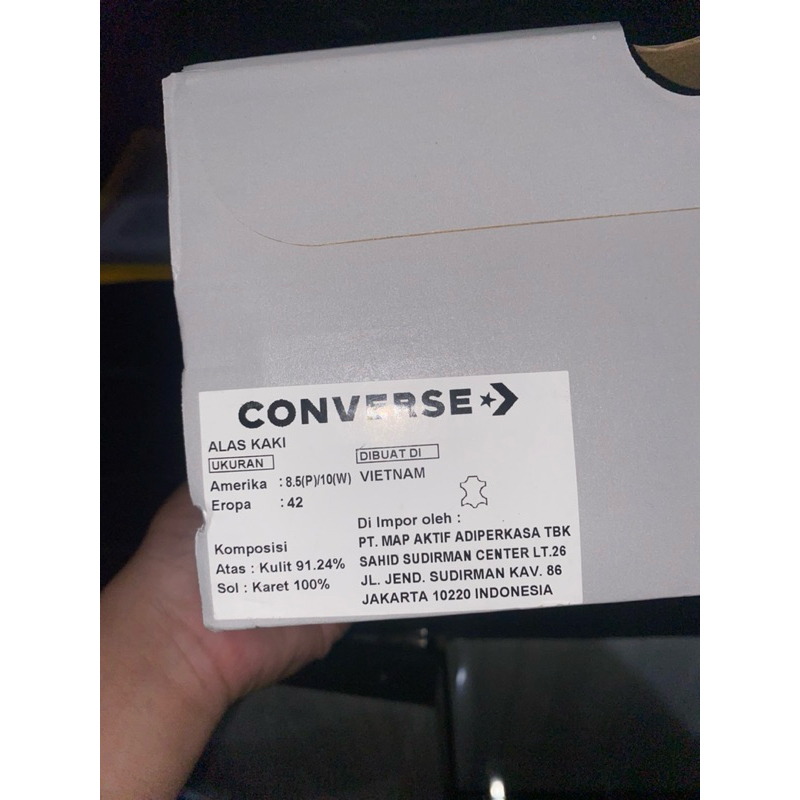 CONVERSE
ALAS KAKI
UKURAN
Amerika : 8.5(P)/10(W)
Eropa : 42
DIBUAT DI
VIETNAM
Komposisi
Atas : Kulit 91.24%
Sol : Karet 100%
Di Impor oleh :
PT. MAP AKTIF ADIPERKASA TBK
SAHID SUDIRMAN CENTER LT.26
JL. JEND. SUDIRMAN KAV. 86
JAKARTA 10220 INDONESIA